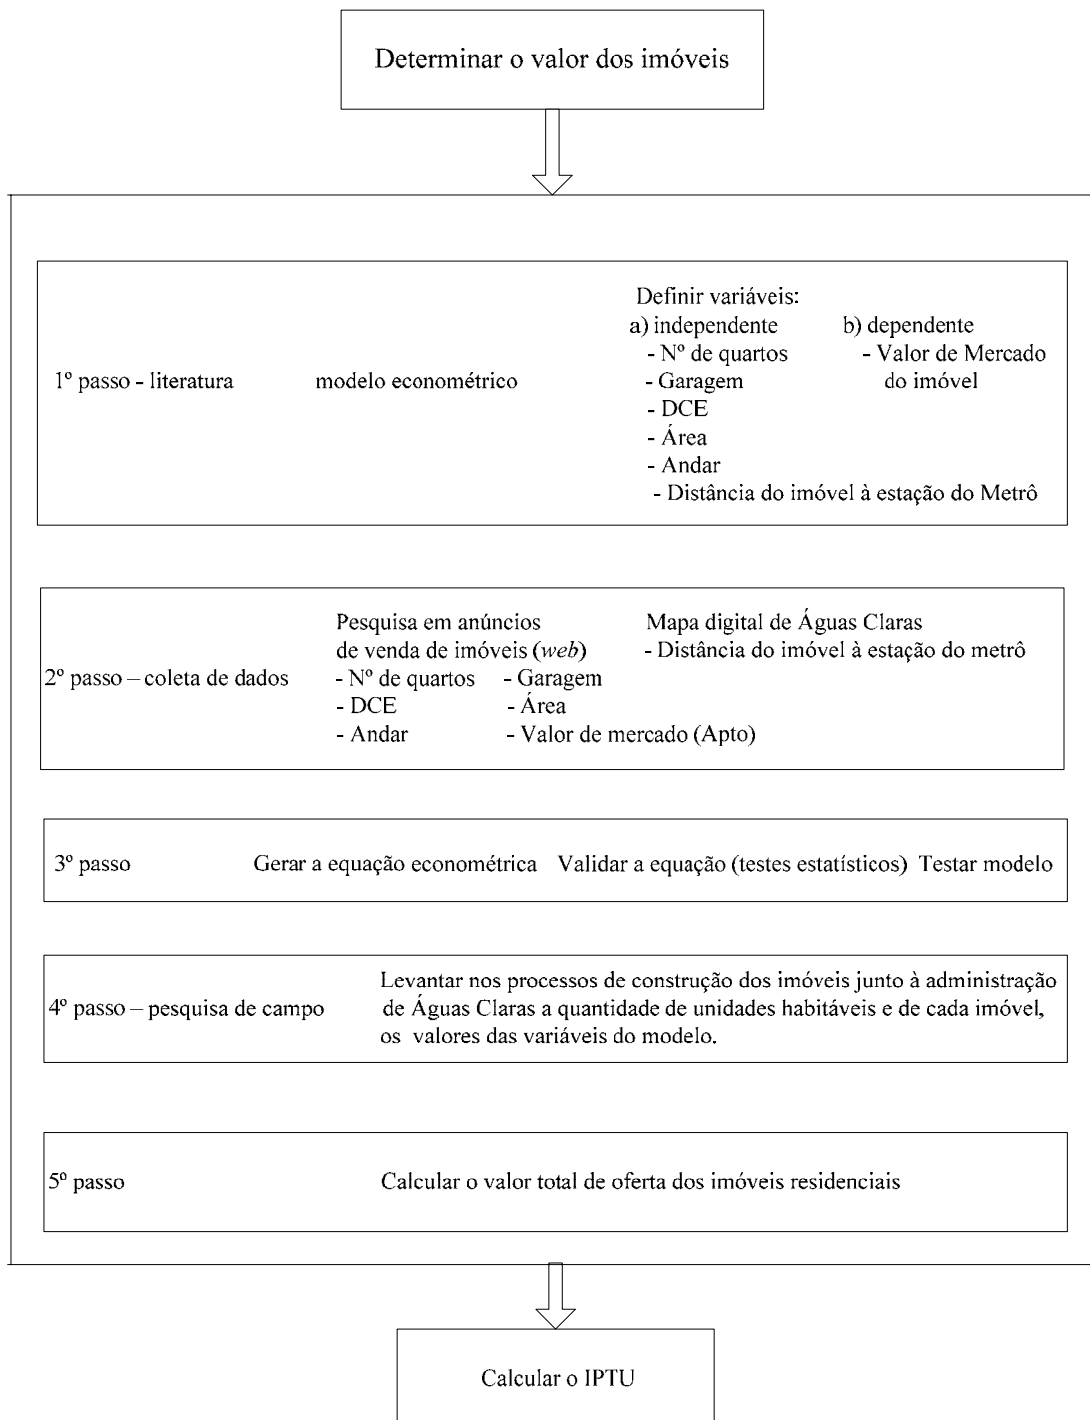 Determinar o valor dos imóveis
Definir variáveis:
a) independente b) dependente
- Nº de quartos - Valor de Mercado
1º passo - literatura modelo econométrico - Garagem do imóvel
- DCE
- Área
- Andar
- Distância do imóvel à estação do Metrô
Pesquisa em anúncios Mapa digital de Águas Claras
de venda de imóveis (web) - Distância do imóvel à estação do metrô
2º passo – coleta de dados - Nº de quartos - Garagem
- DCE - Área
- Andar - Valor de mercado (Apto)
3º passo Gerar a equação econométrica Validar a equação (testes estatísticos) Testar modelo
Levantar nos processos de construção dos imóveis junto à administração
4º passo – pesquisa de campo de Águas Claras a quantidade de unidades habitáveis e de cada imóvel,
os valores das variáveis do modelo.
5º passo Calcular o valor total de oferta dos imóveis residenciais
Calcular o IPTU